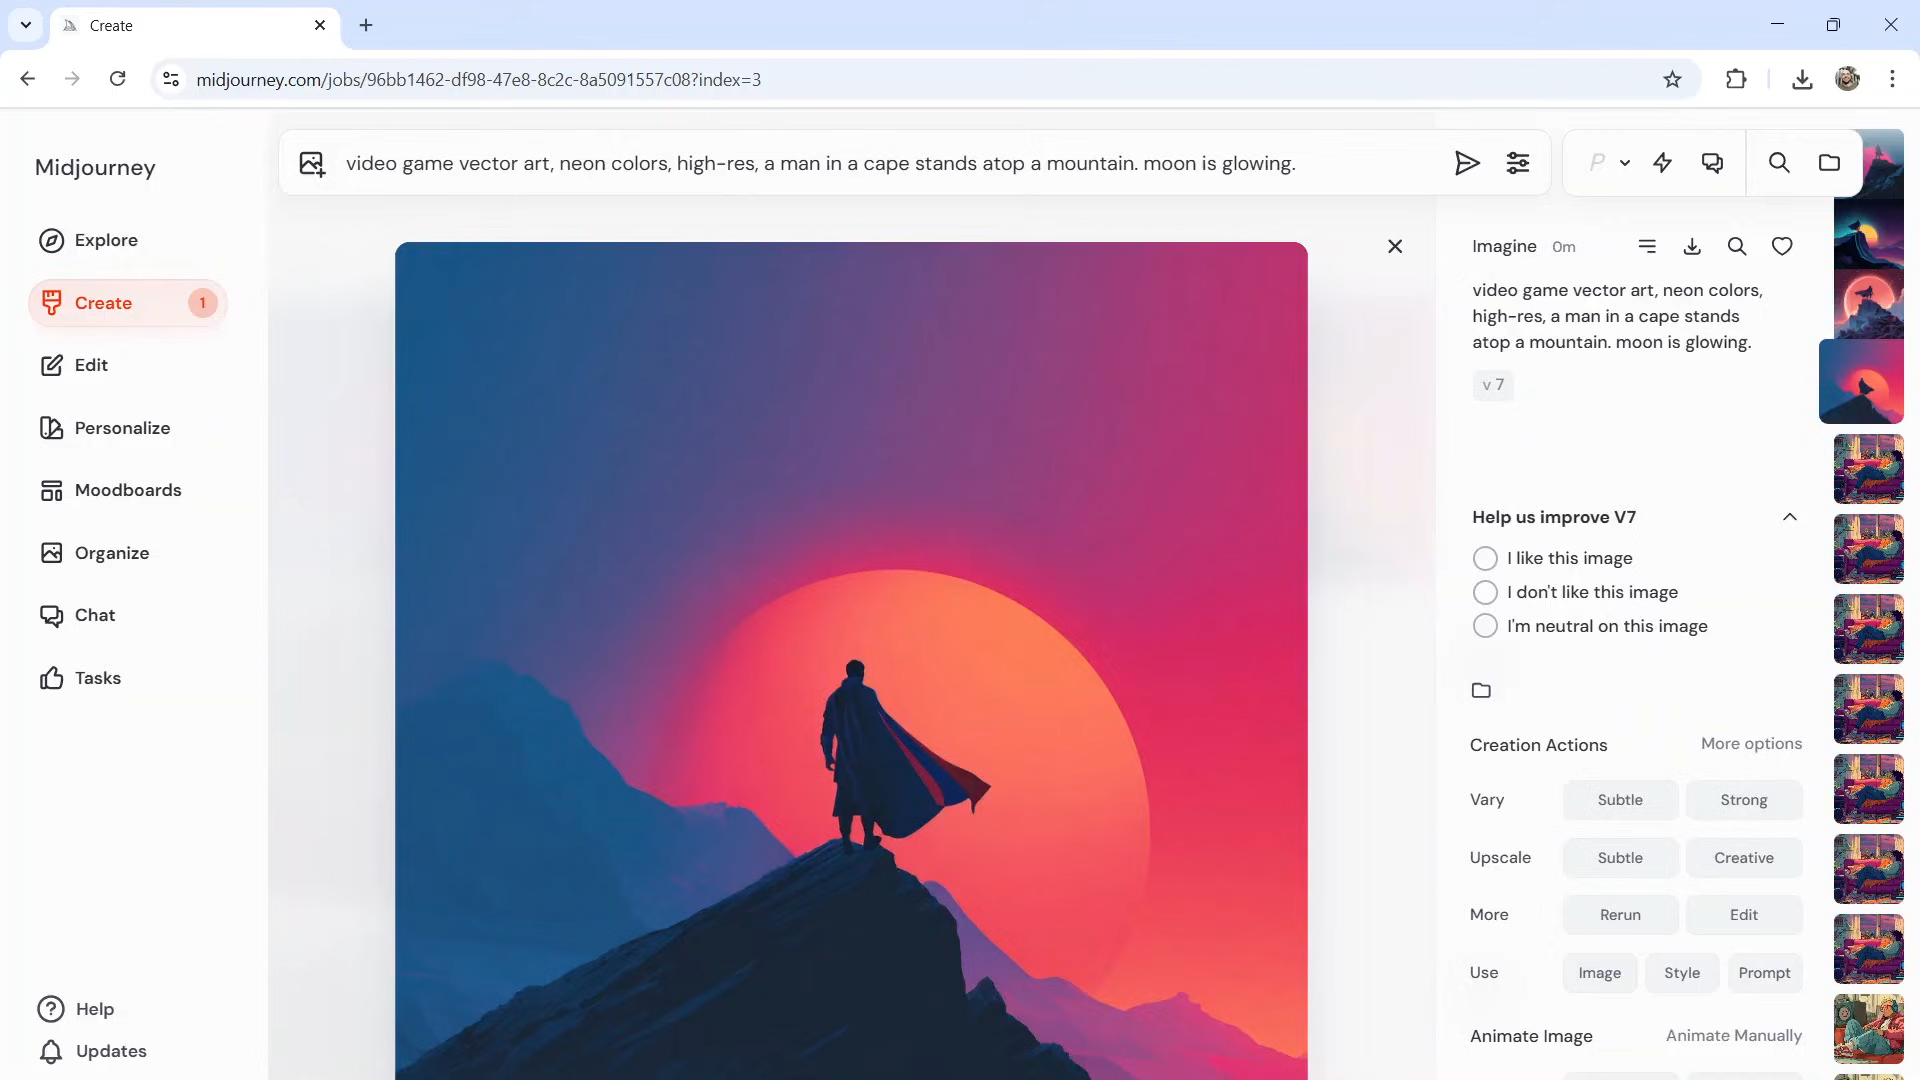 Create
midjourney.com/jobs/96bb1462-df98-47e8-8c2c-8a5091557c08?index=3
Midjourney
video game vector art, neon colors, high-res, a man in a cape stands atop a mountain. moon is glowing.
P
Explore
Create 1
Edit
Personalize
Moodboards
Organize
Chat
Tasks
Help
Updates
Imagine 0m
video game vector art, neon colors,
high-res, a man in a cape stands
atop a mountain. moon is glowing.
v 7
Help us improve V7
I like this image
I don't like this image
I'm neutral on this image
Creation Actions More options
Vary Subtle Strong
Upscale Subtle Creative
More Rerun Edit
Use Image Style Prompt
Animate Image Animate Manually